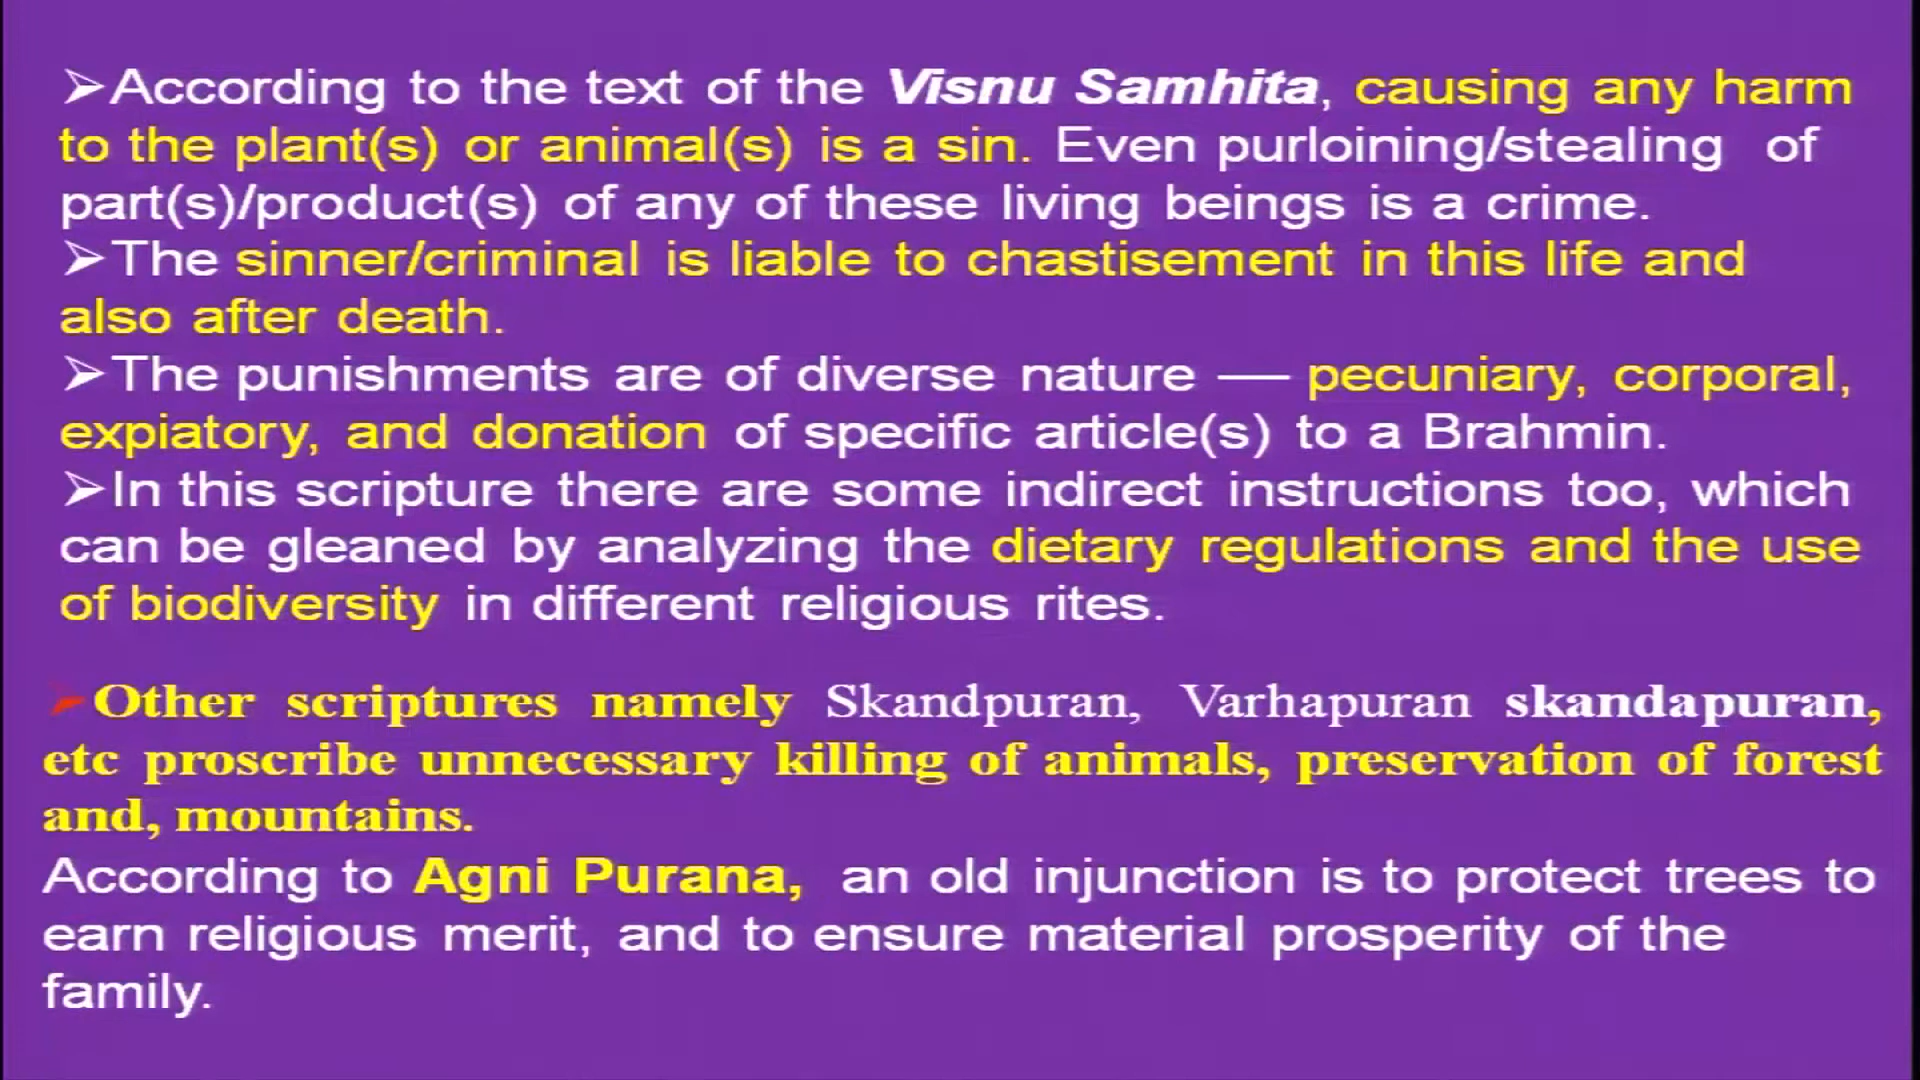 ➢According to the text of the Visnu Samhita, causing any harm
to the plant(s) or animal(s) is a sin. Even purloining/stealing of
part(s)/product(s) of any of these living beings is a crime.
➢The sinner/criminal is liable to chastisement in this life and
also after death.
➢The punishments are of diverse nature — pecuniary, corporal,
expiatory, and donation of specific article(s) to a Brahmin.
➢In this scripture there are some indirect instructions too, which
can be gleaned by analyzing the dietary regulations and the use
of biodiversity in different religious rites.
➢Other scriptures namely Skandpuran, Varhapuran skandapuran,
etc proscribe unnecessary killing of animals, preservation of forest
and, mountains.
According to Agni Purana, an old injunction is to protect trees to
earn religious merit, and to ensure material prosperity of the
family.